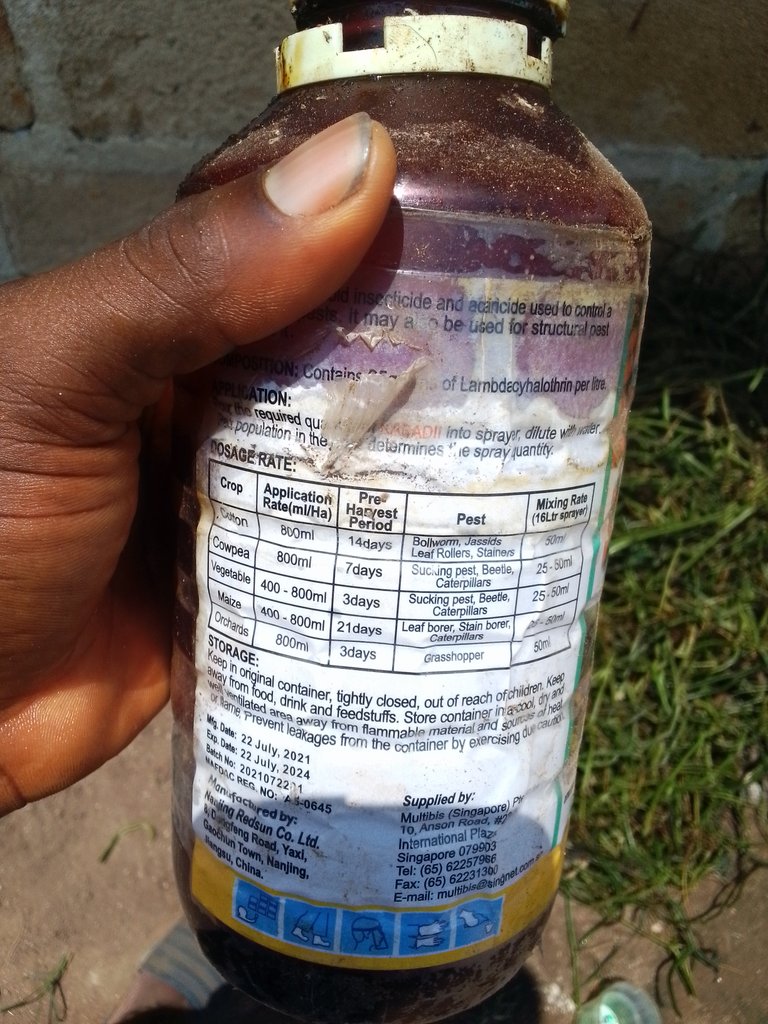 insecticide and acaricide used to control a
It may also be used for structural pest
COMPOSITION: Contains of Lambdacyhalothrin per litre.
APPLICATION:
the required into sprayer, dilute with water.
population in the determines the spray quantity.
DOSAGE RATE:
Crop Application Rate(ml/Ha) Pre-Harvest Period Pest Mixing Rate (16Ltr sprayer)
Cotton 800ml 14days Bollworm, Jassids Leaf Rollers, Stainers 50ml
Cowpea 800ml 7days Sucking pest, Beetle, Caterpillars 25 - 50ml
Vegetable 400 - 800ml 3days Sucking pest, Beetle, Caterpillars 25 - 50ml
Maize 400 - 800ml 21days Leaf borer, Stain borer, Caterpillars 25 - 50ml
Orchards 800ml 3days Grasshopper 50ml
STORAGE:
Keep in original container, tightly closed, out of reach of children. Keep
away from food, drink and feedstuffs. Store container in a cool, dry and
well ventilated area away from flammable material and sources of heat
or flame. Prevent leakages from the container by exercising due caution.
Mfg. Date: 22 July, 2021
Exp. Date: 22 July, 2024
Batch No:
NAFDAC REG. NO: A5-0645
Manufactured by:
Nanjing Redsun Co. Ltd.
Road, Yaxi,
Gaochun Town, Nanjing,
Jiangsu, China.
Supplied by:
Multibis (Singapore)
10, Anson Road,
International Plaza
Singapore 079903
Tel: (65) 62257966
Fax: (65) 62231300
E-mail: multibis@singnet.com